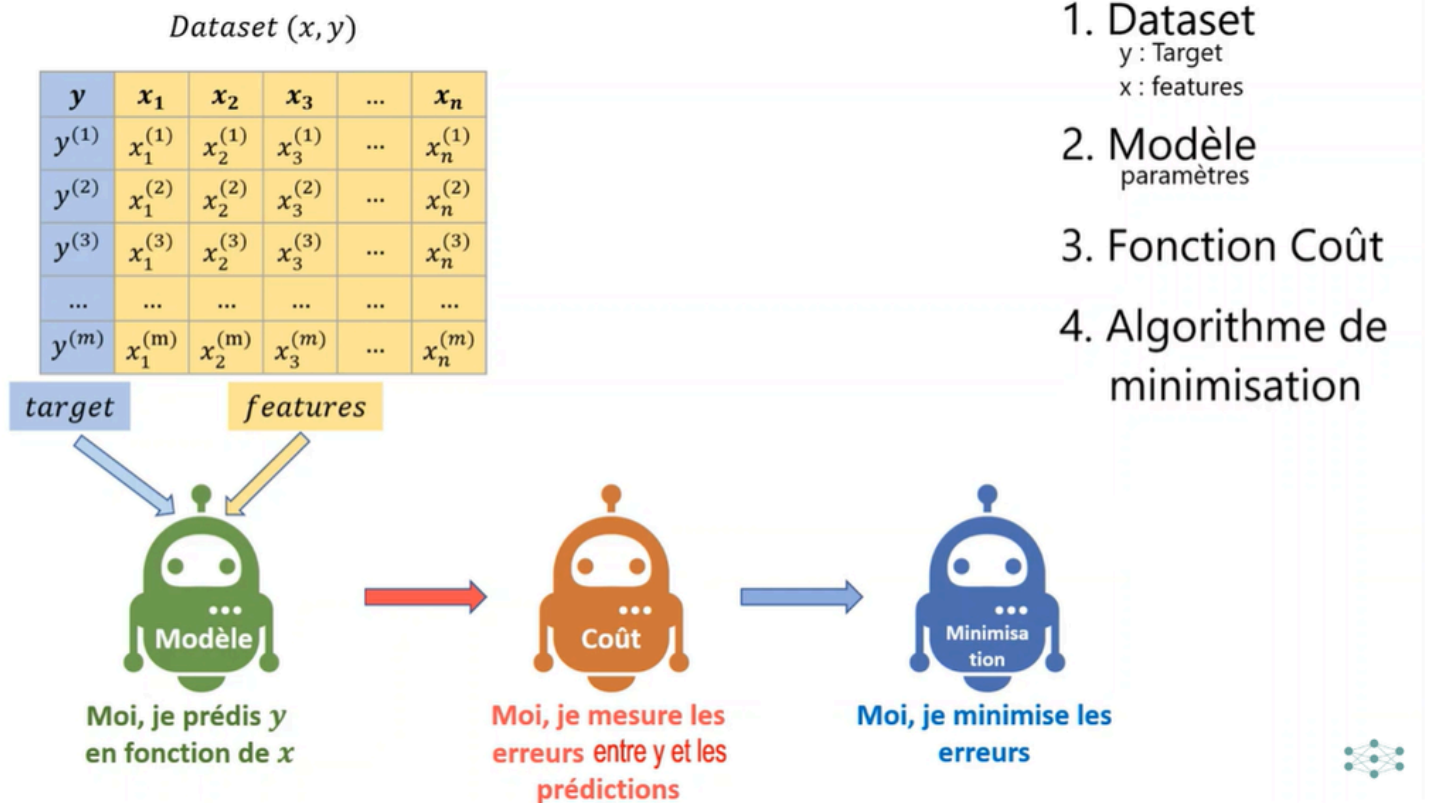 Dataset (x, y)
y x₁ x₂ x₃ ... xₙ
y⁽¹⁾ x₁⁽¹⁾ x₂⁽¹⁾ x₃⁽¹⁾ ... xₙ⁽¹⁾
y⁽²⁾ x₁⁽²⁾ x₂⁽²⁾ x₃⁽²⁾ ... xₙ⁽²⁾
y⁽³⁾ x₁⁽³⁾ x₂⁽³⁾ x₃⁽³⁾ ... xₙ⁽³⁾
... ... ... ... ... ...
y⁽ᵐ⁾ x₁⁽ᵐ⁾ x₂⁽ᵐ⁾ x₃⁽ᵐ⁾ ... xₙ⁽ᵐ⁾
target
features
1. Dataset
y : Target
x : features
2. Modèle
paramètres
3. Fonction Coût
4. Algorithme de
minimisation
Modèle
Moi, je prédis y
en fonction de x
Coût
Moi, je mesure les
erreurs entre y et les
prédictions
Minimisa
tion
Moi, je minimise les
erreurs